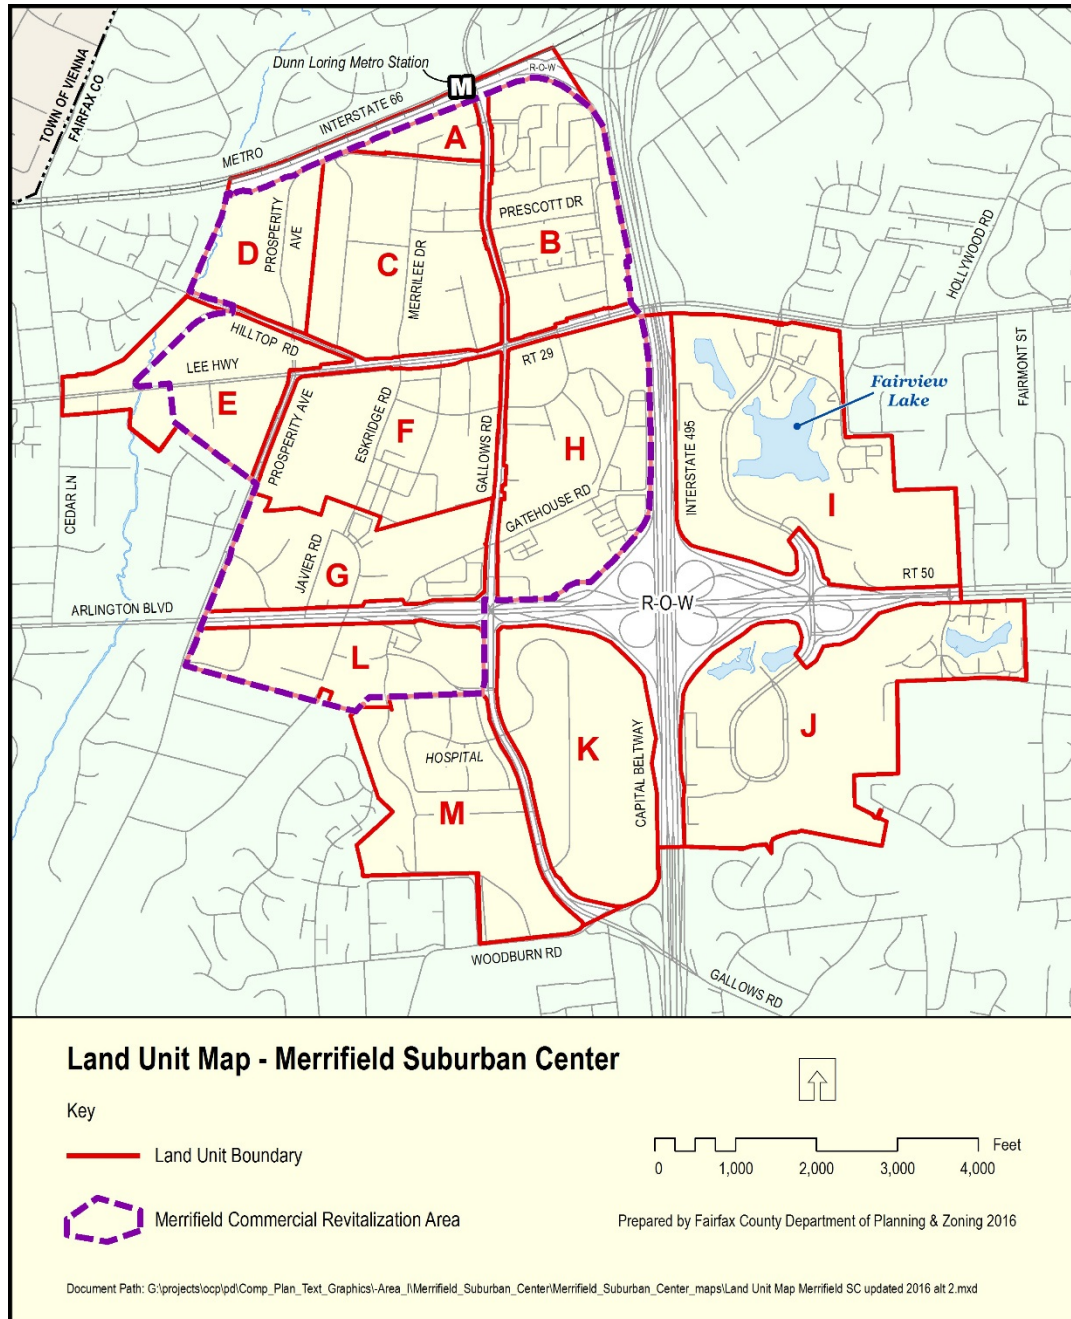 Dunn Loring Metro Station
M
R-O-W
TOWN OF VIENNA
FAIRFAX CO
METRO
INTERSTATE 66
A
PRESCOTT DR
B
HOLLYWOOD RD
D
PROSPERITY
AVE
C
MERRILEE DR
HILLTOP RD
LEE HWY
RT 29
E
Fairview
Lake
FAIRMONT ST
PROSPERITY AVE
ESKRIDGE RD
F
GALLOWS RD
H
INTERSTATE 495
CEDAR LN
GATEHOUSE RD
I
JAVIER RD
G
RT 50
ARLINGTON BLVD
R-O-W
L
J
K
HOSPITAL
CAPITAL BELTWAY
M
WOODBURN RD
GALLOWS RD
Land Unit Map - Merrifield Suburban Center
Key
Land Unit Boundary
Feet
0 1,000 2,000 3,000 4,000
Merrifield Commercial Revitalization Area
Prepared by Fairfax County Department of Planning & Zoning 2016
Document Path: G:\projects\ocp\pd\Comp_Plan_Text_Graphics\-Area_I\Merrifield_Suburban_Center\Merrifield_Suburban_Center_maps\Land Unit Map Merrifield SC updated 2016 alt 2.mxd